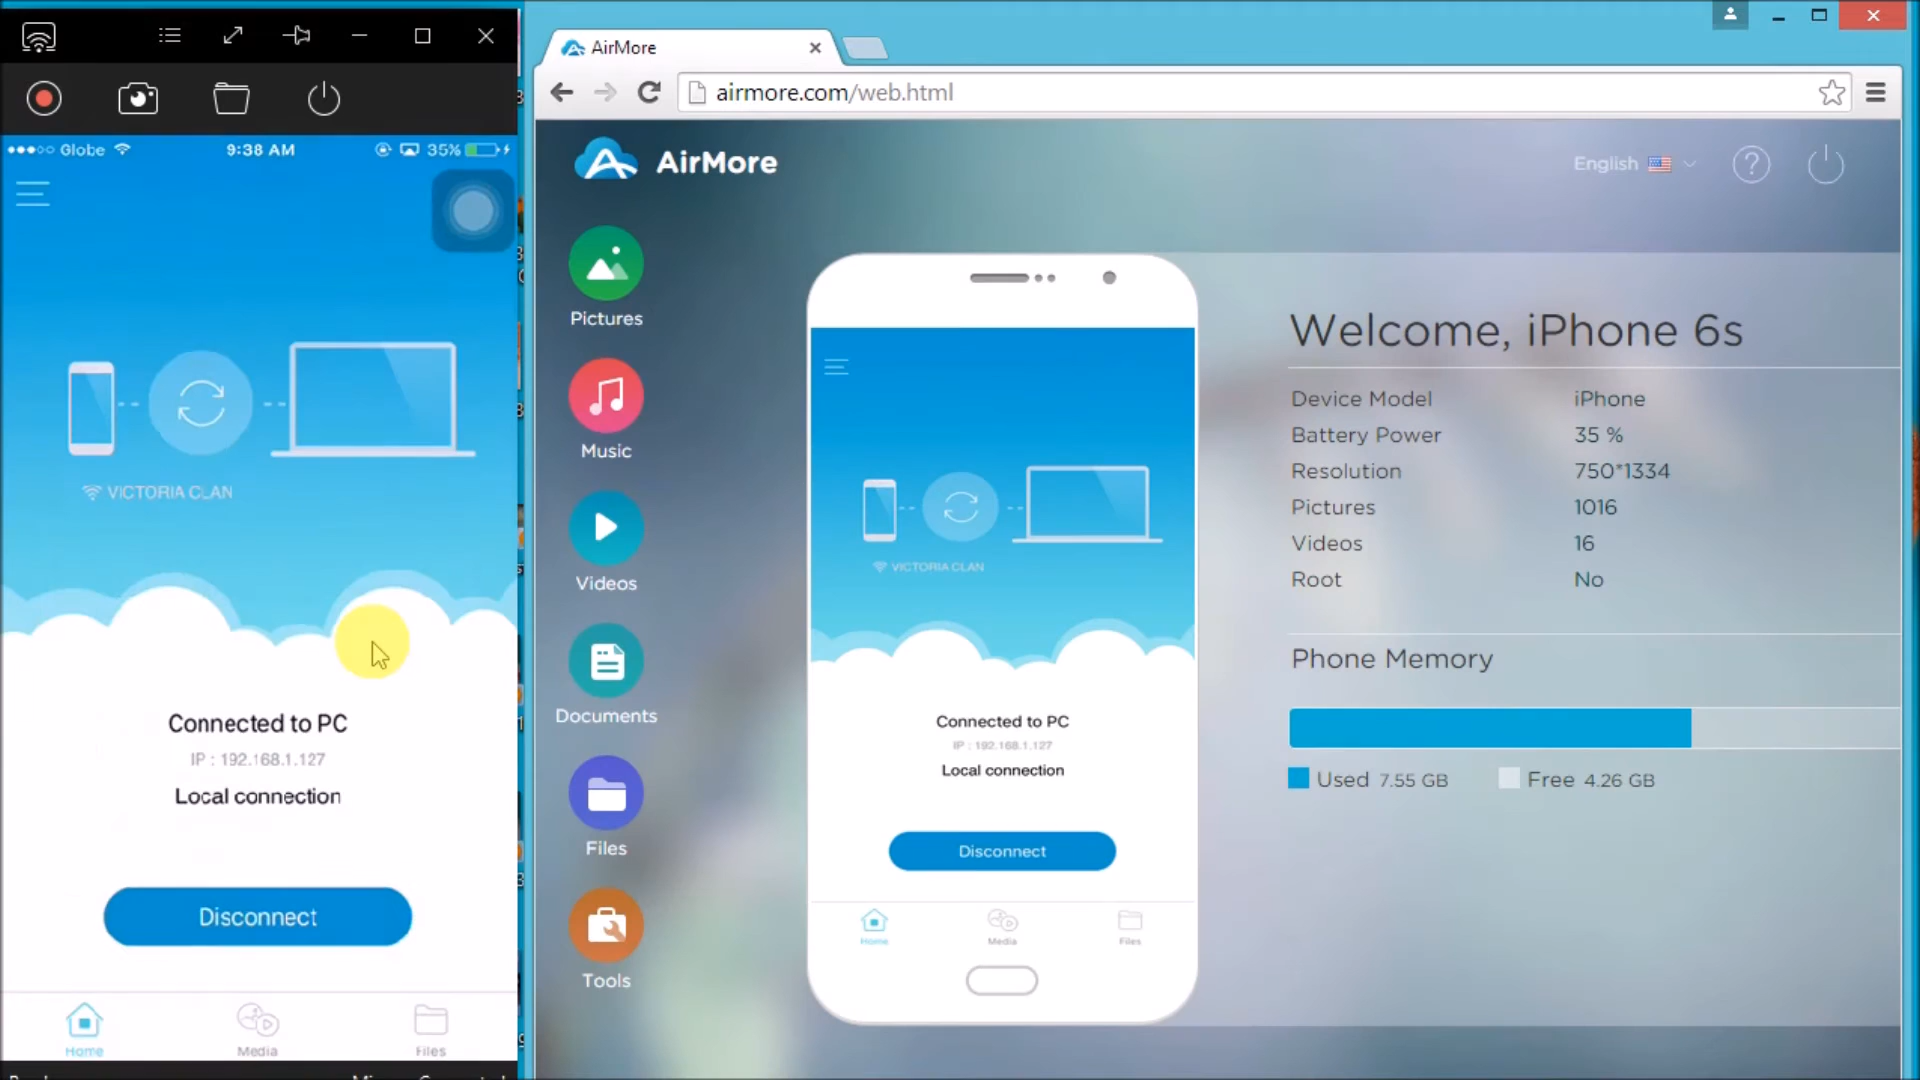 Globe
9:38 AM
35%
VICTORIA CLAN
Connected to PC
IP : 192.168.1.127
Local connection
Disconnect
Home
Media
Files
AirMore
airmore.com/web.html
AirMore
English
Pictures
Music
Videos
Documents
Files
Tools
VICTORIA CLAN
Connected to PC
IP : 192.168.1.127
Local connection
Disconnect
Home
Media
Files
Welcome, iPhone 6s
Device Model iPhone
Battery Power 35 %
Resolution 750*1334
Pictures 1016
Videos 16
Root No
Phone Memory
Used 7.55 GB Free 4.26 GB